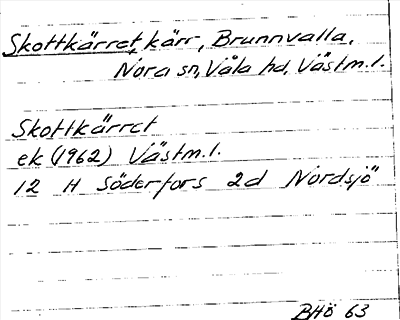 Skottkärret, kärr, Brunnvalla,
Nora sn, Våla hd, Västm.l.
Skottkärret
ek (1962) Västm.l.
12 H Söderfors 2d Nordsjö
BHÖ 63